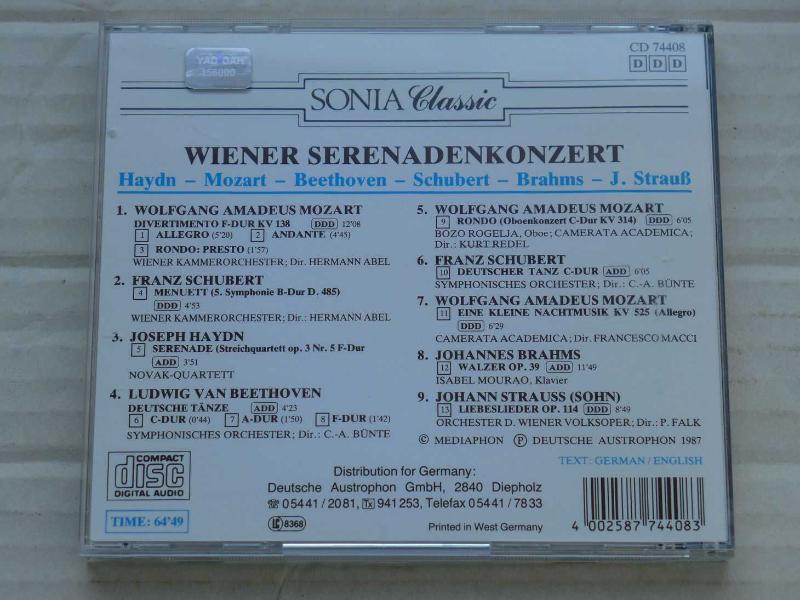 YAD DAH
156000
CD 74408
D D D
SONIA Classic
WIENER SERENADENKONZERT
Haydn – Mozart – Beethoven – Schubert – Brahms – J. Strauß
1. WOLFGANG AMADEUS MOZART
DIVERTIMENTO F-DUR KV 138 DDD 12'08
1 ALLEGRO (5'20) 2 ANDANTE (4'45)
3 RONDO: PRESTO (1'57)
WIENER KAMMERORCHESTER; Dir: HERMANN ABEL
2. FRANZ SCHUBERT
4 MENUETT (5. Symphonie B-Dur D. 485)
DDD 4'53
WIENER KAMMERORCHESTER; Dir.: HERMANN ABEL
3. JOSEPH HAYDN
5 SERENADE (Streichquartett op. 3 Nr. 5 F-Dur
ADD 3'51
NOVAK-QUARTETT
4. LUDWIG VAN BEETHOVEN
DEUTSCHE TÄNZE ADD 4'23
6 C-DUR (0'44) 7 A-DUR (1'50) 8 F-DUR (1'42)
SYMPHONISCHES ORCHESTER; Dir.: C.-A. BÜNTE
5. WOLFGANG AMADEUS MOZART
9 RONDO (Oboenkonzert C-Dur KV 314) DDD 6'05
BOZO ROGELJA, Oboe; CAMERATA ACADEMICA;
Dir.: KURT REDEL
6. FRANZ SCHUBERT
10 DEUTSCHER TANZ C-DUR ADD 6'05
SYMPHONISCHES ORCHESTER; Dir.: C.-A. BÜNTE
7. WOLFGANG AMADEUS MOZART
11 EINE KLEINE NACHTMUSIK KV 525 (Allegro)
DDD 6'29
CAMERATA ACADEMICA; Dir. FRANCESCO MACCI
8. JOHANNES BRAHMS
12 WALZER OP. 39 ADD 11'49
ISABEL MOURAO, Klavier
9. JOHANN STRAUSS (SOHN)
13 LIEBESLIEDER OP. 114 DDD 8'49
ORCHESTER D. WIENER VOLKSOPER; Dir.: P. FALK
© MEDIAPHON ℗ DEUTSCHE AUSTROPHON 1987
TEXT: GERMAN / ENGLISH
COMPACT
disc
DIGITAL AUDIO
TIME: 64'49
Distribution for Germany:
Deutsche Austrophon GmbH, 2840 Diepholz
☏ 05441 / 2081, Tx 941 253, Telefax 05441 / 7833
LC 8368
Printed in West Germany
4 002587 744083